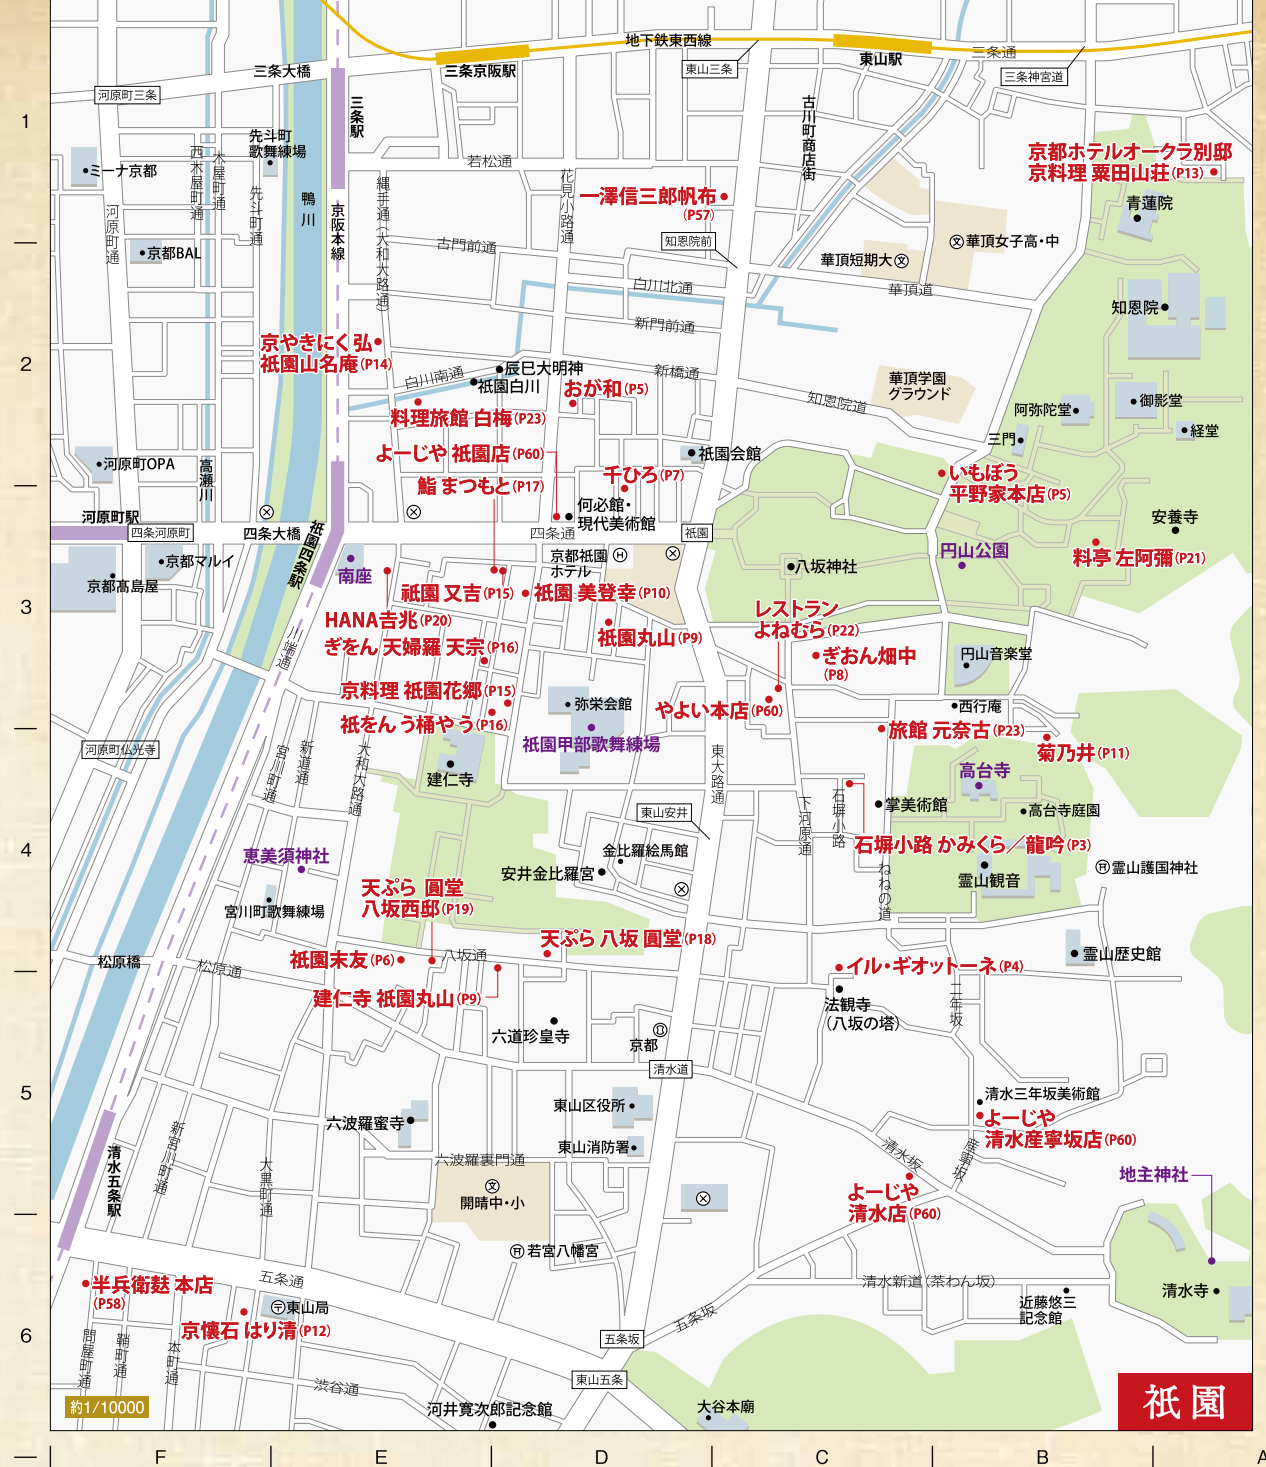 地下鉄東西線
三条通
三条大橋
三条京阪駅
東山三条
東山駅
三条神宮道
河原町三条
三条駅
古川町商店街
1
先斗町
歌舞練場
ミーナ京都
西木屋町通
木屋町通
先斗町通
鴨川
京阪本線
若松通
縄手通(大和大路通)
花見小路通
一澤信三郎帆布
(P57)
京都ホテルオークラ別邸
京料理 粟田山荘(P13)
青蓮院
河原町通
京都BAL
古門前通
知恩院前
華頂短期大
文
文
華頂女子高・中
白川北通
華頂道
新門前通
知恩院
2
京やきにく弘
祇園山名庵(P14)
白川南通
辰巳大明神
祇園白川
新橋通
おが和(P5)
料理旅館 白梅(P23)
知恩院道
華頂学園
グラウンド
阿弥陀堂
御影堂
三門
経堂
よーじや 祇園店(P60)
祇園会館
河原町OPA
高瀬川
鮨 まつもと(P17)
千ひろ(P7)
いもぼう
平野家本店(P5)
何必館・
現代美術館
河原町駅
四条河原町
四条大橋
祇園四条駅
四条通
祇園
安養寺
京都祇園
ホテル
H
京都マルイ
京都髙島屋
南座
八坂神社
円山公園
料亭 左阿彌(P21)
3
祇園 又吉(P15)
祇園 美登幸(P10)
HANA吉兆(P20)
レストラン
よねむら(P22)
祇園丸山(P9)
ぎをん 天婦羅 天宗(P16)
川端通
ぎおん畑中
(P8)
円山音楽堂
京料理 祇園花郷(P15)
弥栄会館
やよい本店(P60)
西行庵
祇をん う桶や う(P16)
祇園甲部歌舞練場
旅館 元奈古(P23)
菊乃井(P11)
河原町仏光寺
宮川町通
新道通
大和大路通
建仁寺
東大路通
高台寺
下河原通
石塀小路
掌美術館
高台寺庭園
東山安井
4
恵美須神社
金比羅絵馬館
安井金比羅宮
石塀小路 かみくら/龍吟(P3)
ねねの道
霊山観音
H
霊山護国神社
天ぷら 圓堂
八坂西邸(P19)
宮川町歌舞練場
天ぷら 八坂 圓堂(P18)
松原橋
松原通
祇園末友(P6)
八坂通
霊山歴史館
イル・ギオットーネ(P4)
建仁寺 祇園丸山(P9)
二年坂
法観寺
(八坂の塔)
六道珍皇寺
京都
清水道
5
清水三年坂美術館
よーじや
清水産寧坂店(P60)
六波羅蜜寺
東山区役所
東山消防署
清水五条駅
新宮川町通
大黒町通
六波羅裏門通
文
開晴中・小
清水坂
産寧坂
地主神社
よーじや
清水店(P60)
H
若宮八幡宮
半兵衛麸 本店
(P58)
五条通
〒
東山局
京懐石 はり清(P12)
清水新道(茶わん坂)
近藤悠三
記念館
清水寺
6
五条坂
五条坂
問屋町通
鞘町通
本町通
渋谷通
東山五条
約1/10000
河井寛次郎記念館
大谷本廟
祇園
F
E
D
C
B
A